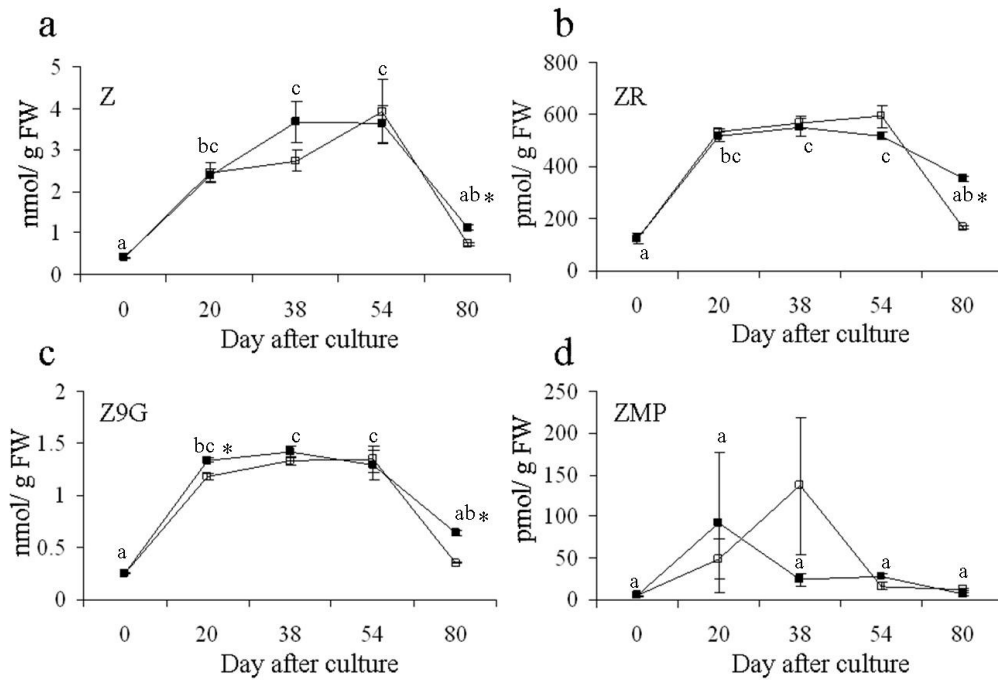 a
Z
nmol/ g FW
5
4
3
2
1
0
a
bc
c
c
ab *
0 20 38 54 80
Day after culture
b
ZR
pmol/ g FW
800
600
400
200
0
a
bc
c
c
ab *
0 20 38 54 80
Day after culture
c
Z9G
nmol/ g FW
2
1.5
1
0.5
0
a
bc *
c
c
ab *
0 20 38 54 80
Day after culture
d
ZMP
pmol/ g FW
250
200
150
100
50
0
a
a
a
a
a
0 20 38 54 80
Day after culture